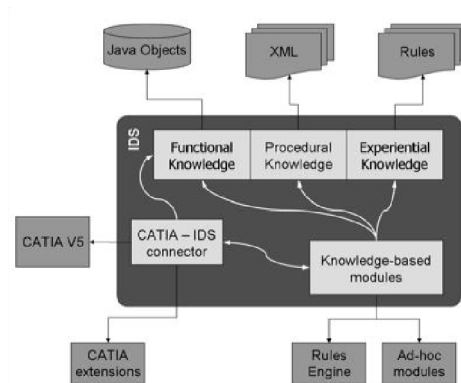 Java Objects
XML
Rules
IDS
Functional
Knowledge
Procedural
Knowledge
Experiential
Knowledge
CATIA V5
CATIA – IDS
connector
Knowledge-based
modules
CATIA
extensions
Rules
Engine
Ad-hoc
modules